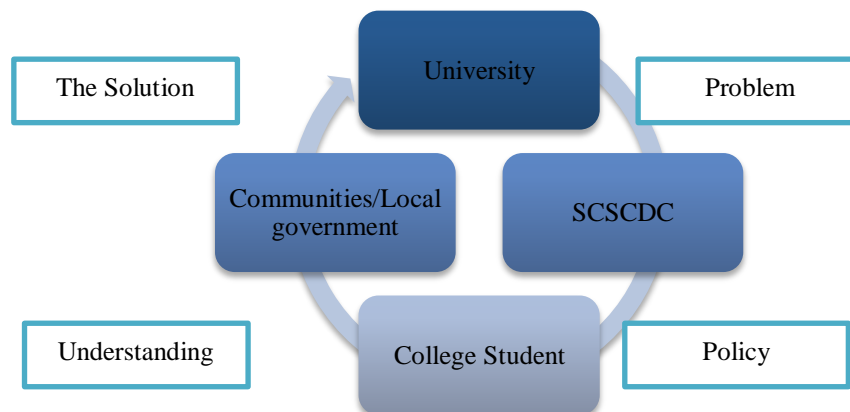 University
The Solution
Problem
Communities/Local
government
SCSCDC
Understanding
College Student
Policy